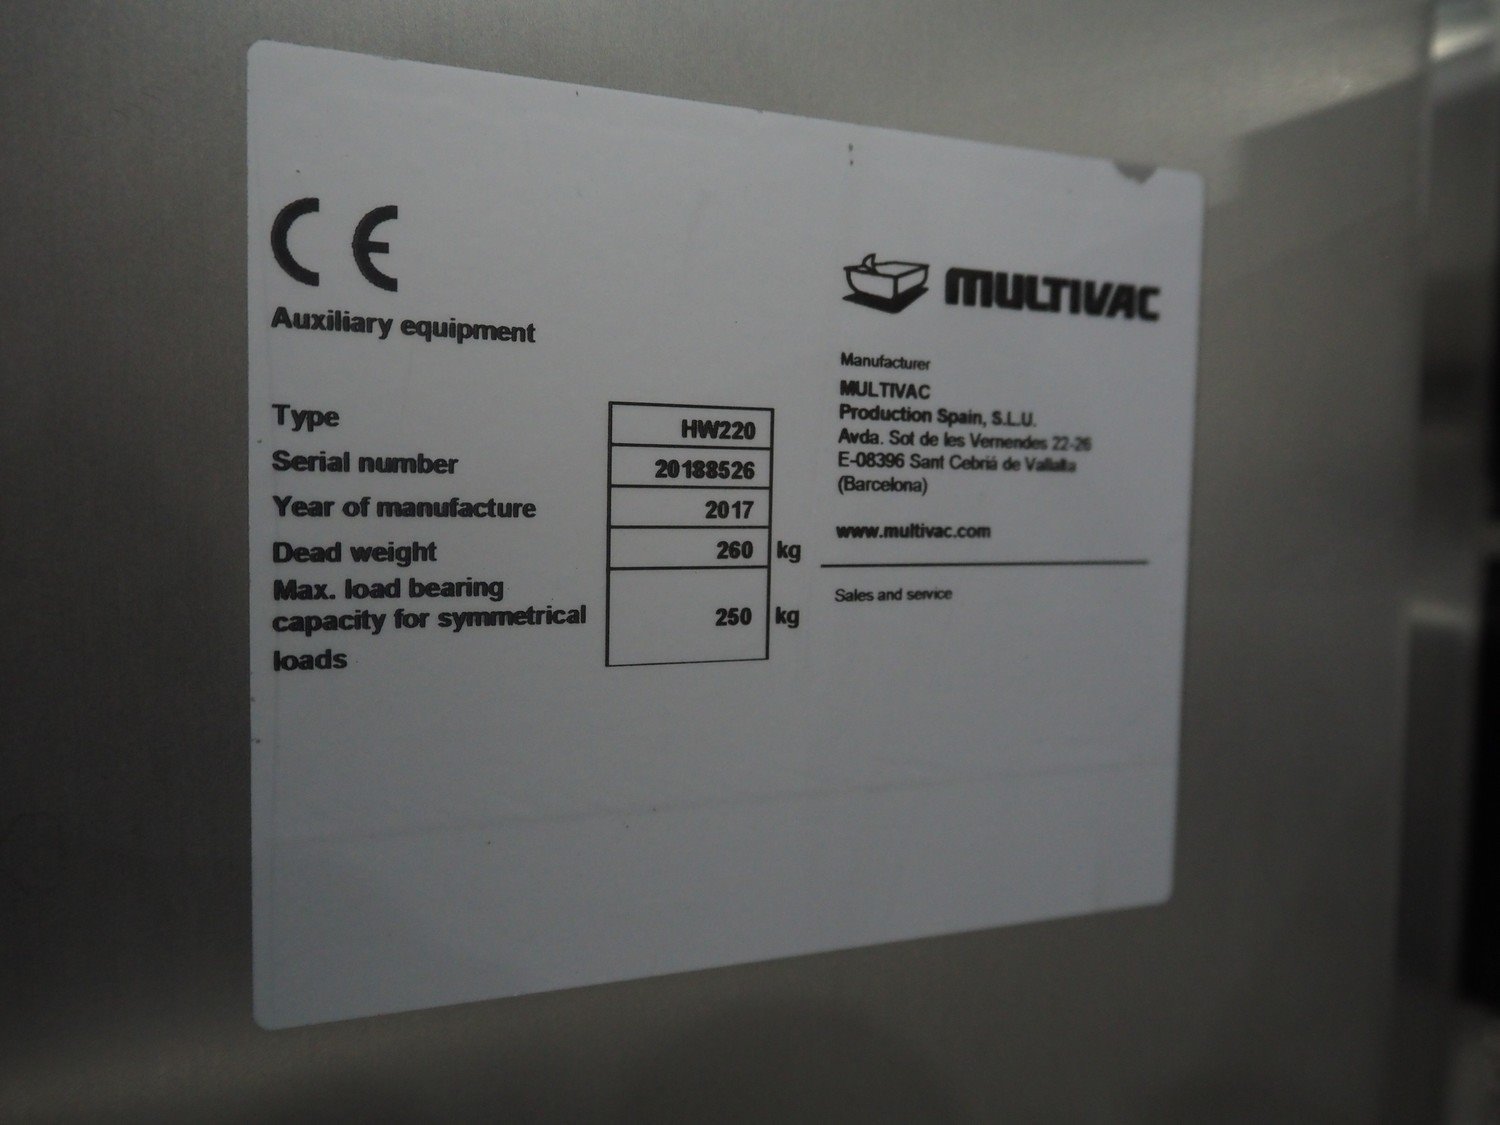 CE
Auxiliary equipment
Type HW220
Serial number 20188526
Year of manufacture 2017
Dead weight 260 kg
Max. load bearing
capacity for symmetrical 250 kg
loads
MULTIVAC
Manufacturer
MULTIVAC
Production Spain, S.L.U.
Avda. Sot de les Vernendes 22-26
E-08396 Sant Cebrià de Vallalta
(Barcelona)
www.multivac.com
Sales and service